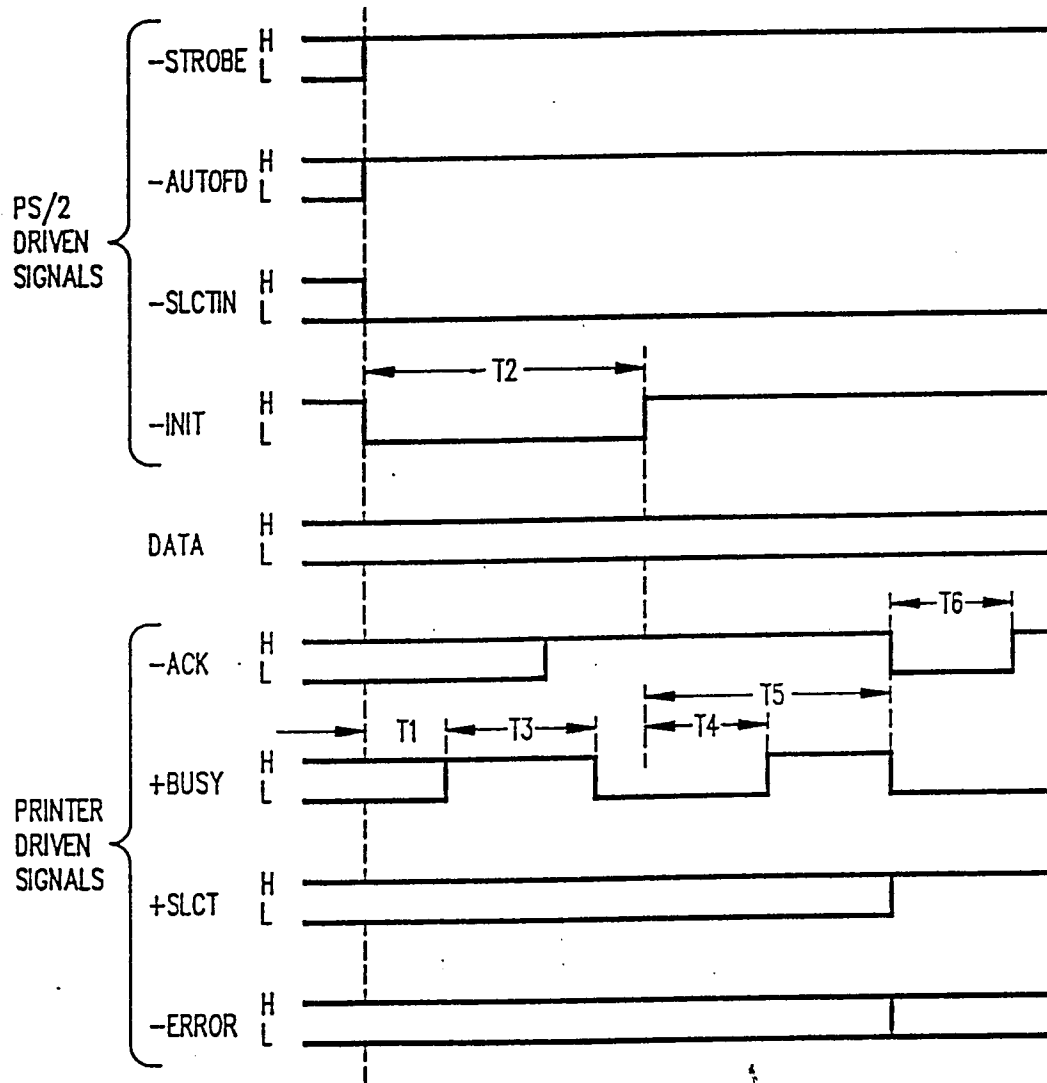 PS/2
DRIVEN
SIGNALS
-STROBE H
L
-AUTOFD H
L
-SLCTIN H
L
T2
-INIT H
L
DATA H
L
T6
-ACK H
L
T5
T1 T3 T4
+BUSY H
L
PRINTER
DRIVEN
SIGNALS
+SLCT H
L
-ERROR H
L